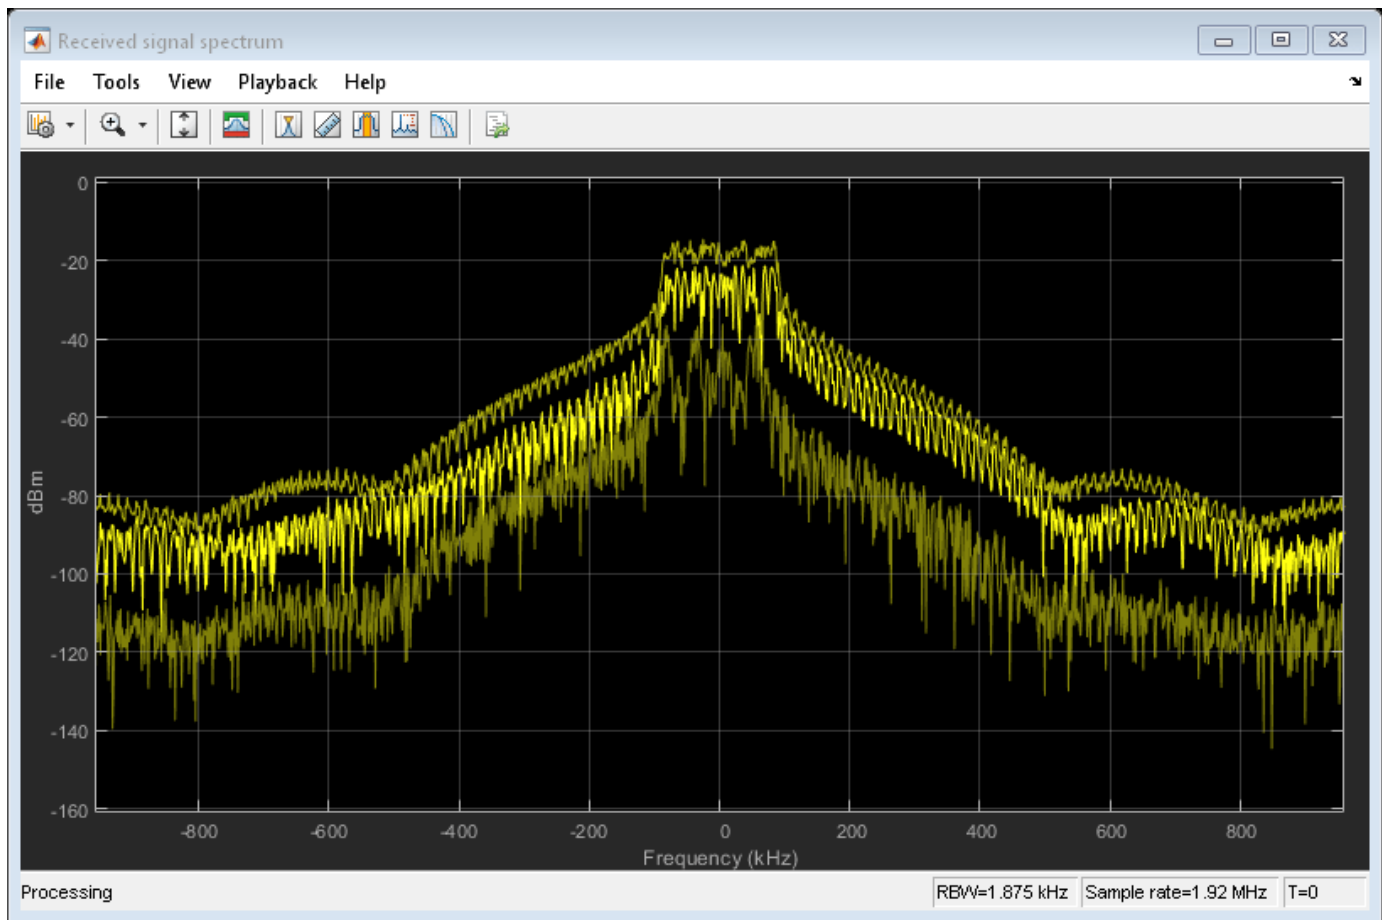 Received signal spectrum
File Tools View Playback Help
0
-20
-40
-60
-80
-100
-120
-140
-160
dBm
-800 -600 -400 -200 0 200 400 600 800
Frequency (kHz)
Processing RBW=1.875 kHz Sample rate=1.92 MHz T=0